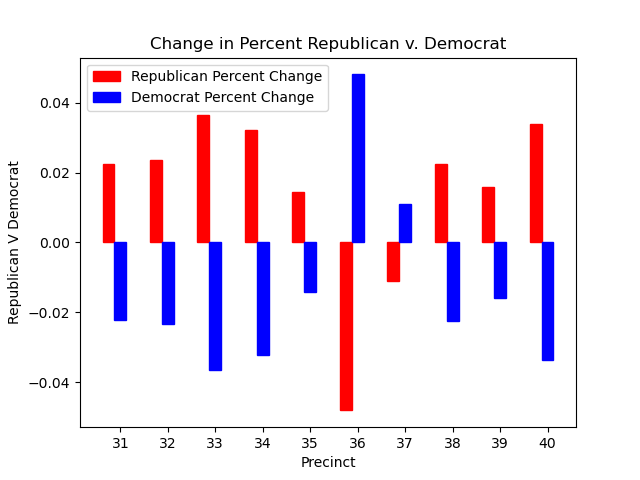 Change in Percent Republican v. Democrat
Republican Percent Change
Democrat Percent Change
Republican V Democrat
0.04
0.02
0.00
−0.02
−0.04
31 32 33 34 35 36 37 38 39 40
Precinct